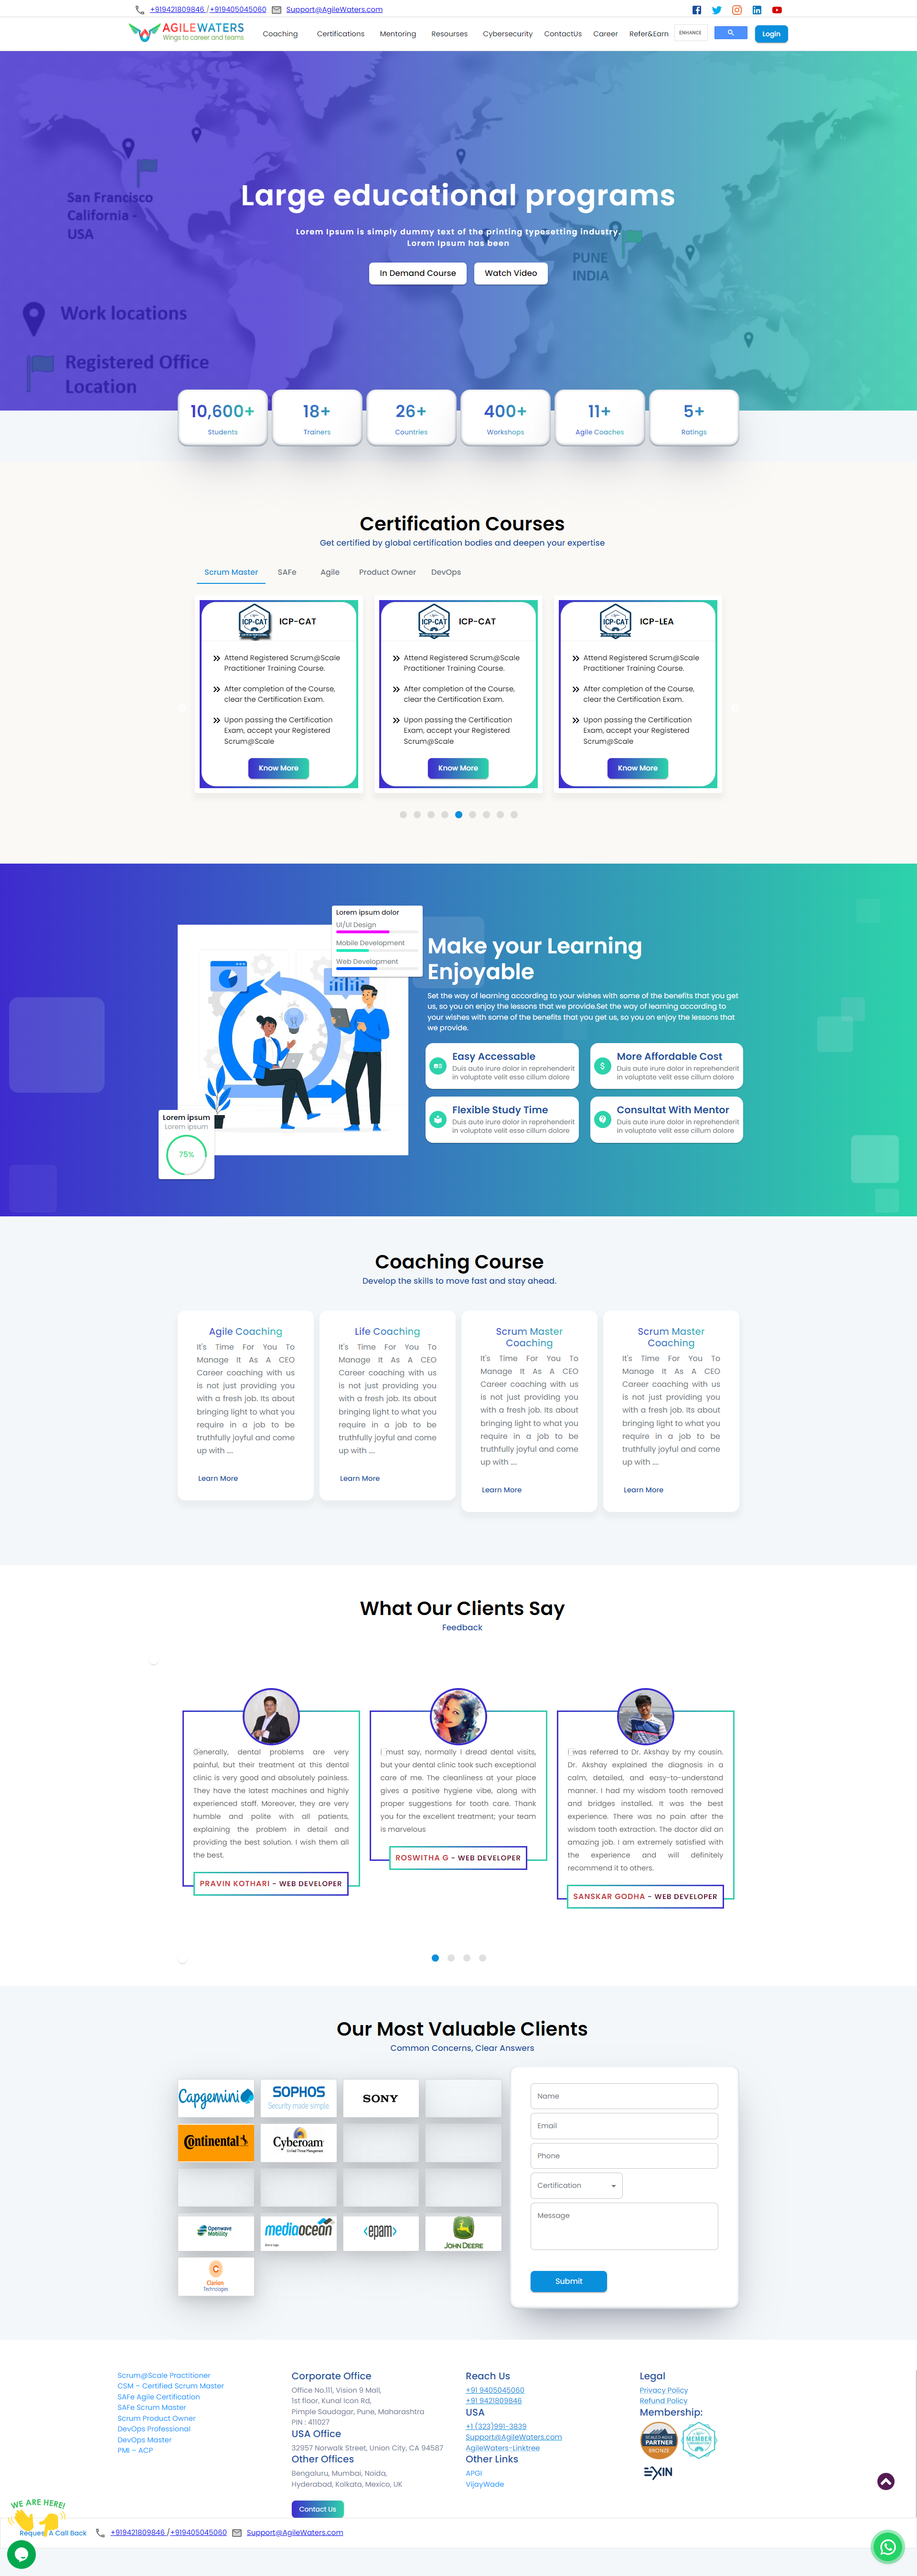 +919421809846 /+919405045060 Support@AgileWaters.com
AGILEWATERS
Wings to career and teams
Coaching Certifications Mentoring Resourses Cybersecurity ContactUs Career Refer&Earn ENHANCE Login
San Francisco
California -
USA
Large educational programs
Lorem Ipsum is simply dummy text of the printing typesetting industry.
Lorem Ipsum has been
PUNE
INDIA
In Demand Course Watch Video
Work locations
Registered Office
Location
10,600+ 18+ 26+ 400+ 11+ 5+
Students Trainers Countries Workshops Agile Coaches Ratings
Certification Courses
Get certified by global certification bodies and deepen your expertise
Scrum Master SAFe Agile Product Owner DevOps
ICP-CAT ICP-CAT
Attend Registered Scrum@Scale
Practitioner Training Course.
After completion of the Course,
clear the Certification Exam.
Upon passing the Certification
Exam, accept your Registered
Scrum@Scale
Know More
ICP-CAT ICP-CAT
Attend Registered Scrum@Scale
Practitioner Training Course.
After completion of the Course,
clear the Certification Exam.
Upon passing the Certification
Exam, accept your Registered
Scrum@Scale
Know More
ICP-CAT ICP-LEA
Attend Registered Scrum@Scale
Practitioner Training Course.
After completion of the Course,
clear the Certification Exam.
Upon passing the Certification
Exam, accept your Registered
Scrum@Scale
Know More
Lorem ipsum dolor
UI/UI Design
Mobile Development
Web Development
Lorem ipsum
Lorem ipsum
75%
Make your Learning
Enjoyable
Set the way of learning according to your wishes with some of the benefits that you get
us, so you on enjoy the lessons that we provide.Set the way of learning according to
your wishes with some of the benefits that you get us, so you on enjoy the lessons that
we provide.
Easy Accessable
Duis aute irure dolor in reprehenderit
in voluptate velit esse cillum dolore
More Affordable Cost
Duis aute irure dolor in reprehenderit
in voluptate velit esse cillum dolore
Flexible Study Time
Duis aute irure dolor in reprehenderit
in voluptate velit esse cillum dolore
Consultat With Mentor
Duis aute irure dolor in reprehenderit
in voluptate velit esse cillum dolore
Coaching Course
Develop the skills to move fast and stay ahead.
Agile Coaching
It's Time For You To
Manage It As A CEO
Career coaching with us
is not just providing you
with a fresh job. Its about
bringing light to what you
require in a job to be
truthfully joyful and come
up with ....
Learn More
Life Coaching
It's Time For You To
Manage It As A CEO
Career coaching with us
is not just providing you
with a fresh job. Its about
bringing light to what you
require in a job to be
truthfully joyful and come
up with ....
Learn More
Scrum Master
Coaching
It's Time For You To
Manage It As A CEO
Career coaching with us
is not just providing you
with a fresh job. Its about
bringing light to what you
require in a job to be
truthfully joyful and come
up with ....
Learn More
Scrum Master
Coaching
It's Time For You To
Manage It As A CEO
Career coaching with us
is not just providing you
with a fresh job. Its about
bringing light to what you
require in a job to be
truthfully joyful and come
up with ....
Learn More
What Our Clients Say
Feedback
Generally, dental problems are very
painful, but their treatment at this dental
clinic is very good and absolutely painless.
They have the latest machines and highly
experienced staff. Moreover, they are very
humble and polite with all patients,
explaining the problem in detail and
providing the best solution. I wish them all
the best.
PRAVIN KOTHARI - WEB DEVELOPER
I must say, normally I dread dental visits,
but your dental clinic took such exceptional
care of me. The cleanliness at your place
gives a positive hygiene vibe, along with
proper suggestions for tooth care. Thank
you for the excellent treatment; your team
is marvelous
ROSWITHA G - WEB DEVELOPER
I was referred to Dr. Akshay by my cousin.
Dr. Akshay explained the diagnosis in a
calm, detailed, and easy-to-understand
manner. I had my wisdom tooth removed
and bridges installed. It was the best
experience. There was no pain after the
wisdom tooth extraction. The doctor did an
amazing job. I am extremely satisfied with
the experience and will definitely
recommend it to others.
SANSKAR GODHA - WEB DEVELOPER
Our Most Valuable Clients
Common Concerns, Clear Answers
Capgemini SOPHOS SONY
Security made simple
Continental Cyberoam
Openwave
Mobility
mediaocean <epam> JOHN DEERE
Clarion
Technologies
Name
Email
Phone
Certification
Message
Submit
Scrum@Scale Practitioner
CSM – Certified Scrum Master
SAFe Agile Certification
SAFe Scrum Master
Scrum Product Owner
DevOps Professional
DevOps Master
PMI – ACP
Corporate Office
Office No.111, Vision 9 Mall,
1st floor, Kunal Icon Rd,
Pimple Saudagar, Pune, Maharashtra
PIN : 411027
USA Office
32957 Norwalk Street, Union City, CA 94587
Other Offices
Bengaluru, Mumbai, Noida,
Hyderabad, Kolkata, Mexico, UK
Contact Us
Reach Us
+91 9405045060
+91 9421809846
USA
+1 (323)991-3839
Support@AgileWaters.com
AgileWaters-Linktree
Other Links
APGI
VijayWade
Legal
Privacy Policy
Refund Policy
Membership:
SCALED AGILE
PARTNER
BRONZE
MEMBER
EXIN
WE ARE HERE!
Request A Call Back +919421809846 /+919405045060 Support@AgileWaters.com